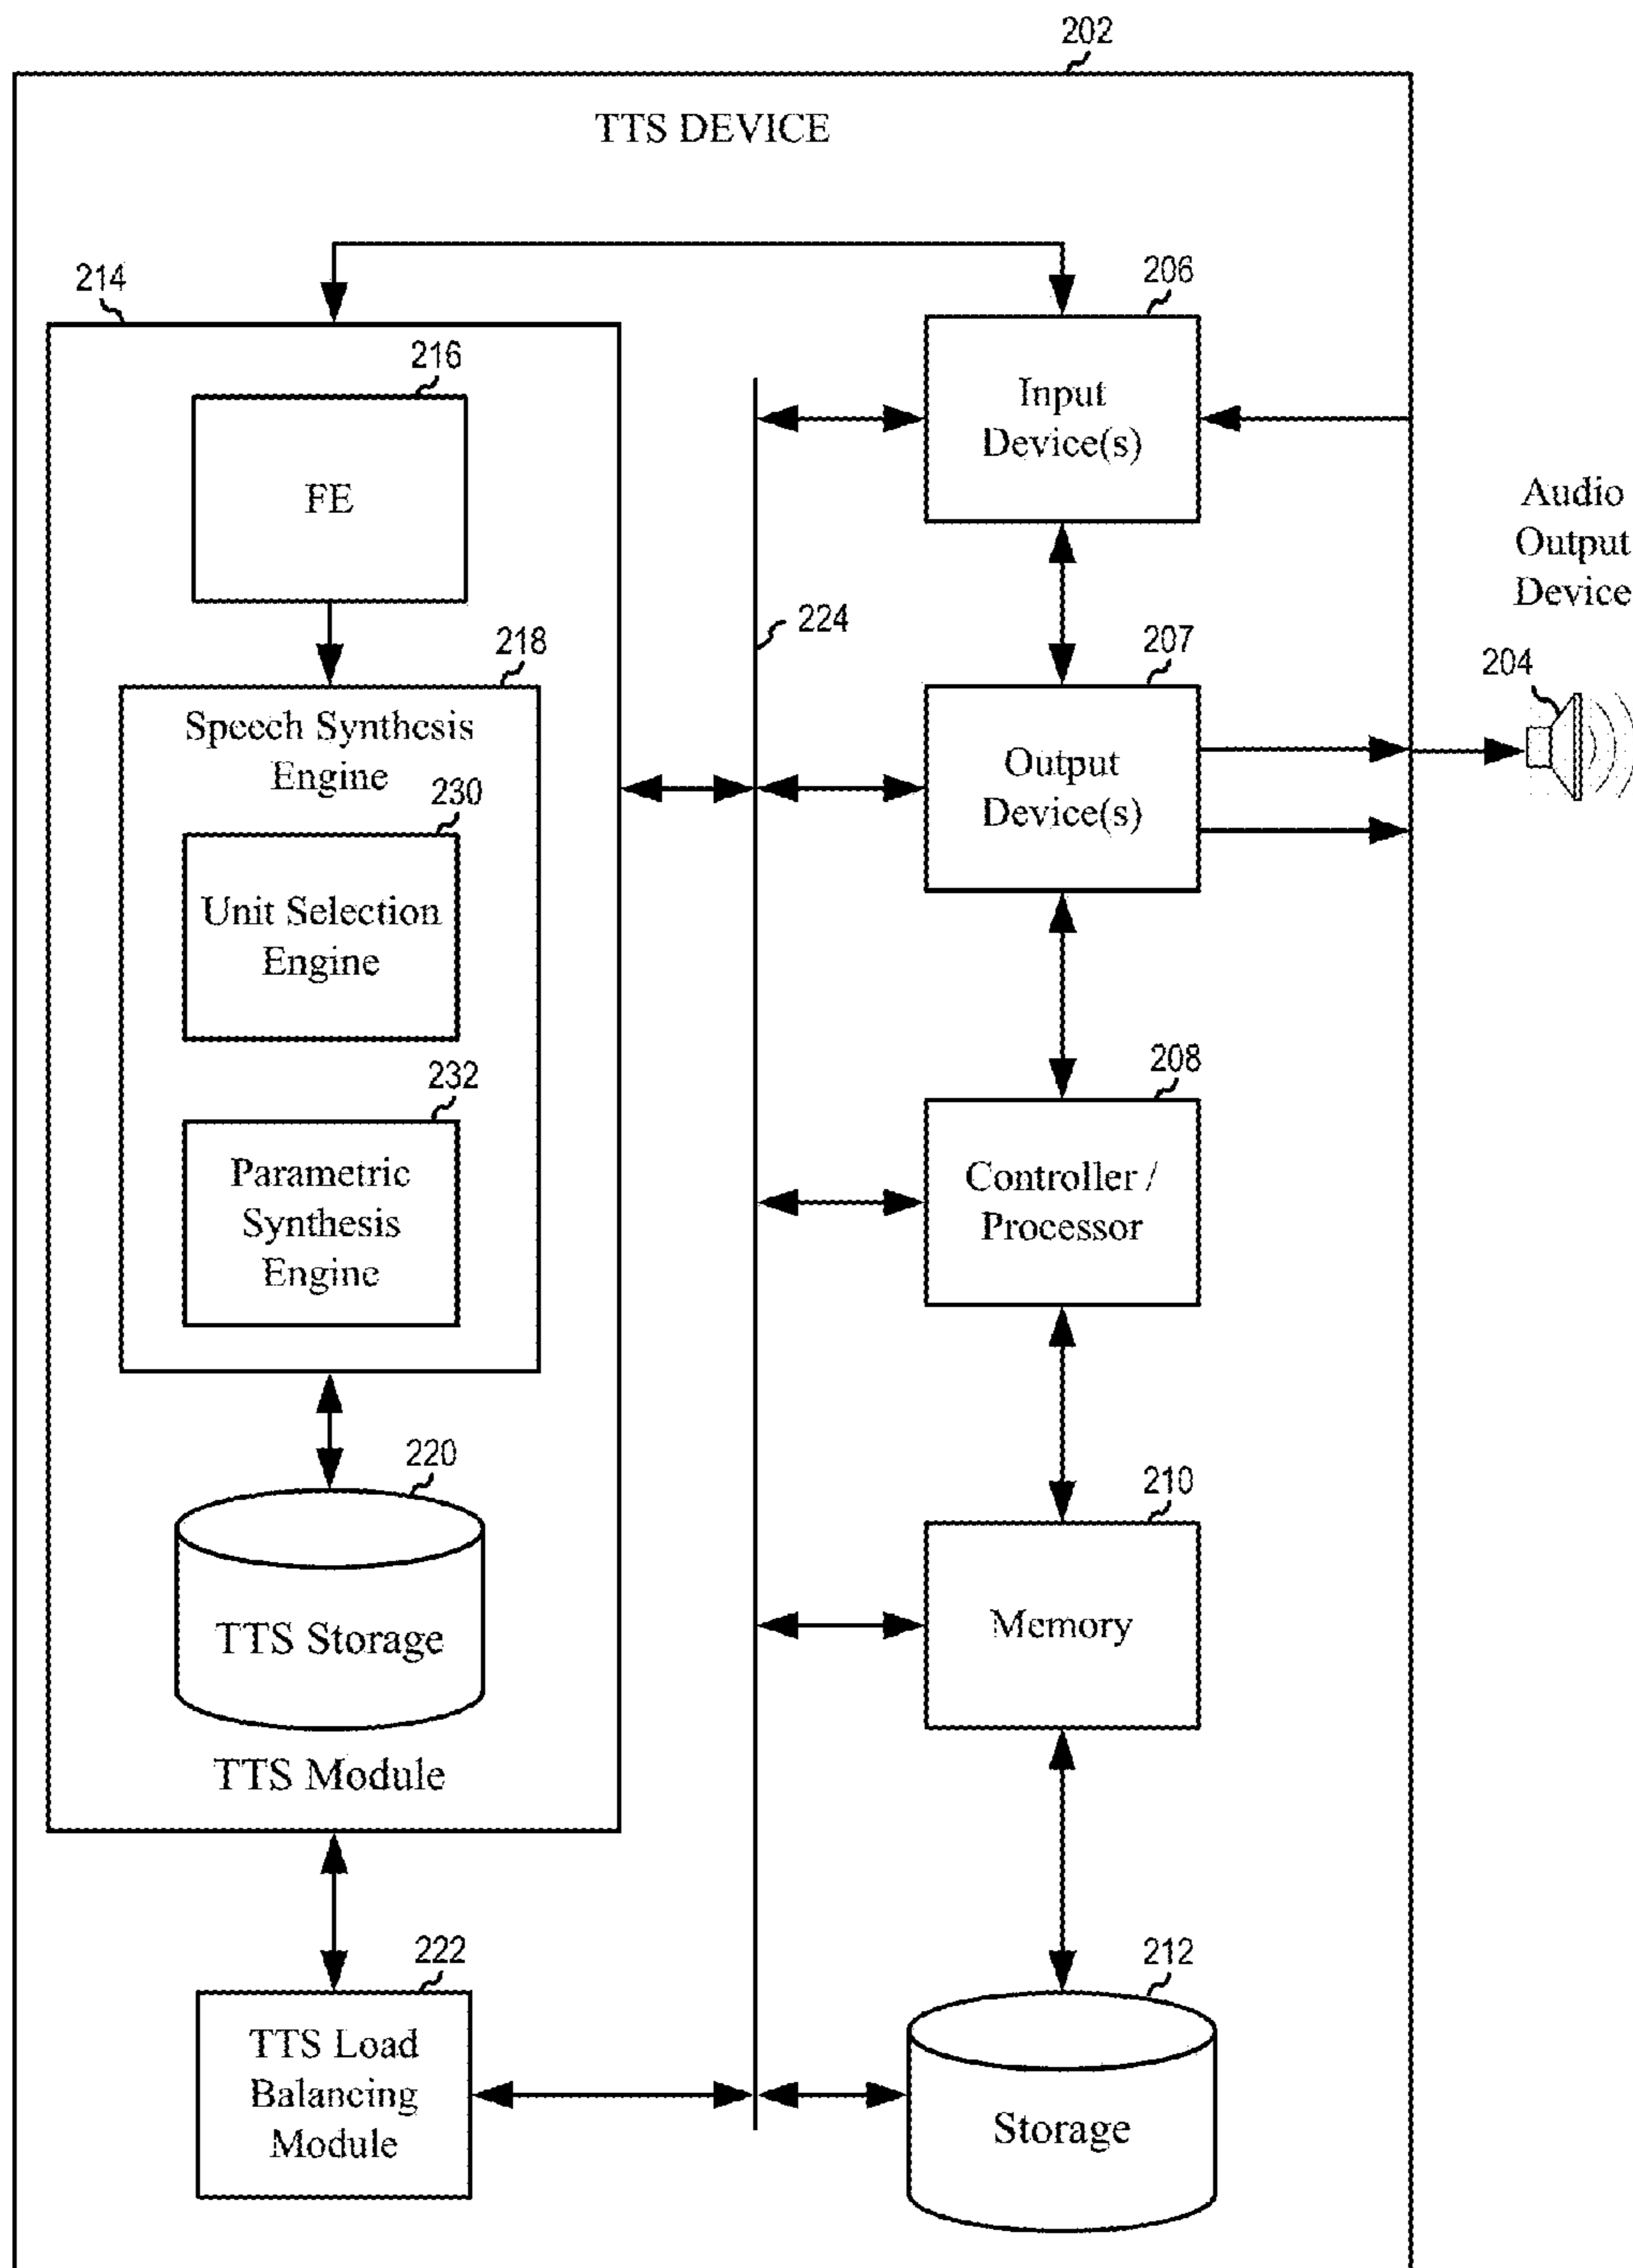 202
TTS DEVICE
214
206
216
Input
Device(s)
FE
Audio
Output
Device
224
218
207
204
Speech Synthesis
Engine
Output
Device(s)
230
Unit Selection
Engine
232
208
Parametric
Synthesis
Engine
Controller /
Processor
220
210
TTS Storage
Memory
TTS Module
222
212
TTS Load
Balancing
Module
Storage